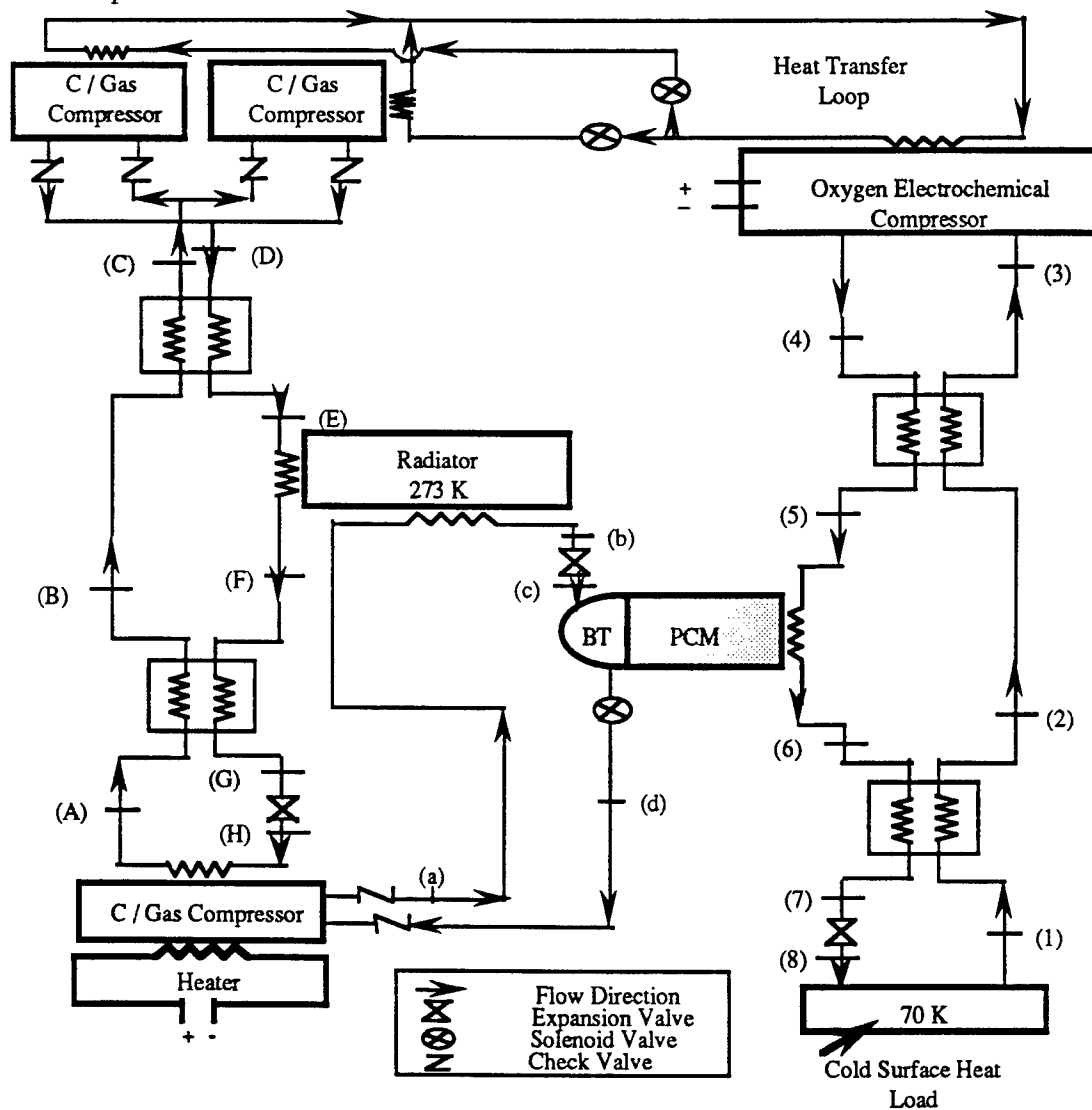 C / Gas
Compressor
C / Gas
Compressor
Heat Transfer
Loop
+
−
Oxygen Electrochemical
Compressor
(C)
(D)
(3)
(4)
(E)
Radiator
273 K
(5)
(b)
(B)
(F)
(c)
BT
PCM
(2)
(6)
(G)
(A)
(d)
(H)
(a)
(7)
C / Gas Compressor
(1)
(8)
Heater
+ -
Flow Direction
Expansion Valve
Solenoid Valve
Check Valve
70 K
Cold Surface Heat
Load